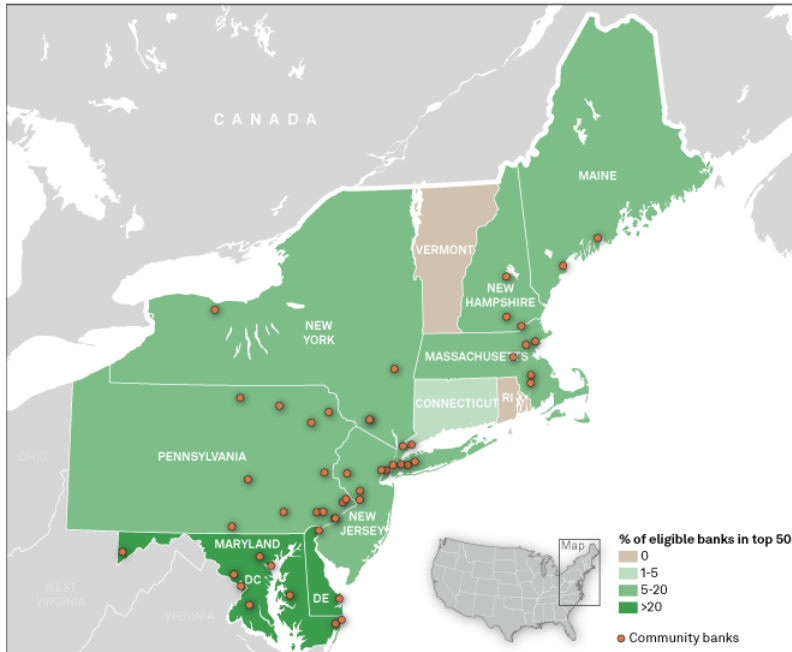 CANADA
MAINE
VERMONT
NEW
HAMPSHIRE
NEW
YORK
MASSACHUSETTS
CONNECTICUT
RI
OHIO
PENNSYLVANIA
NEW
JERSEY
MARYLAND
DC
DE
WEST
VIRGINIA
VIRGINIA
Map
% of eligible banks in top 50
0
1-5
5-20
>20
Community banks